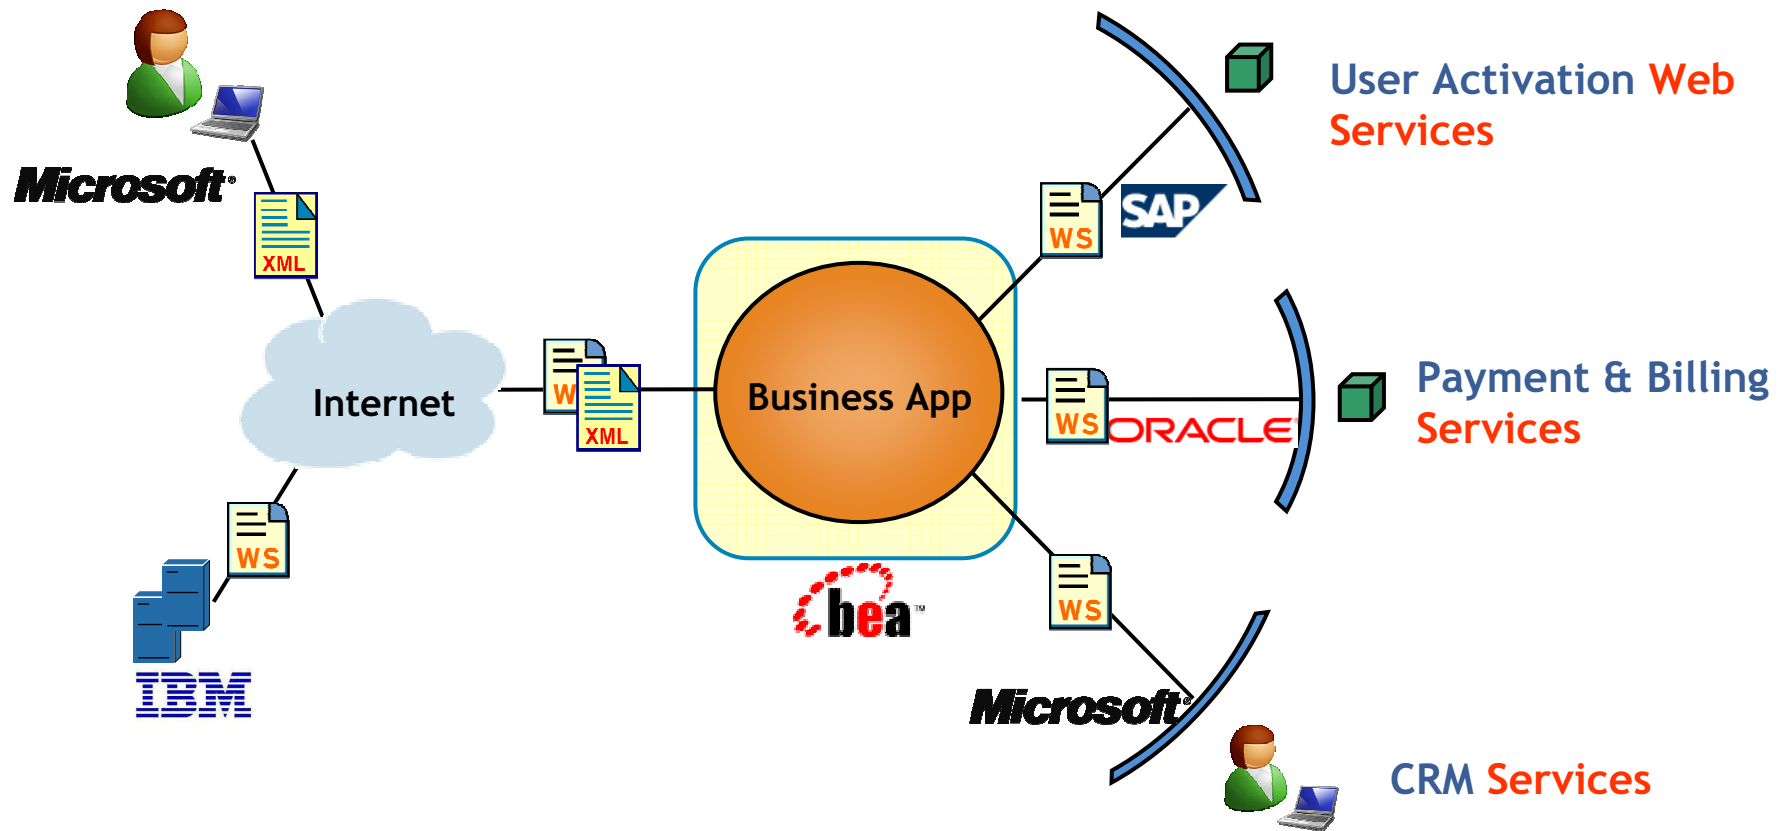 Microsoft®
XML
Internet
WS
IBM
W
XML
Business App
bea™
WS
SAP
User Activation Web
Services
WS
ORACLE
Payment & Billing
Services
WS
Microsoft®
CRM Services